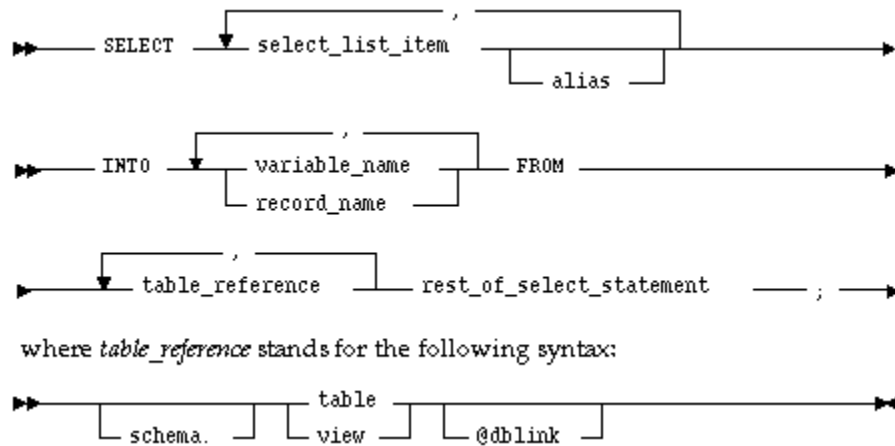 ,
SELECT select_list_item
alias
,
INTO variable_name FROM
record_name
,
table_reference rest_of_select_statement ;
where table_reference stands for the following syntax:
table
schema. view @dblink